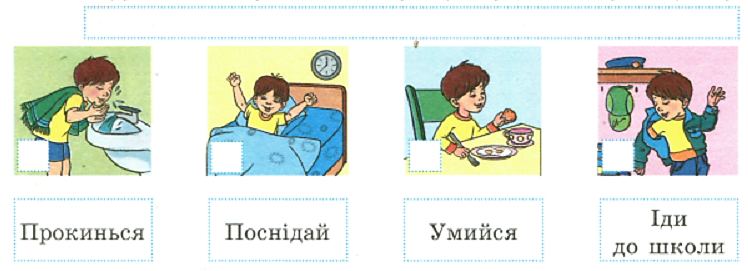 Прокинься
Поснідай
Умийся
Іди
до школи